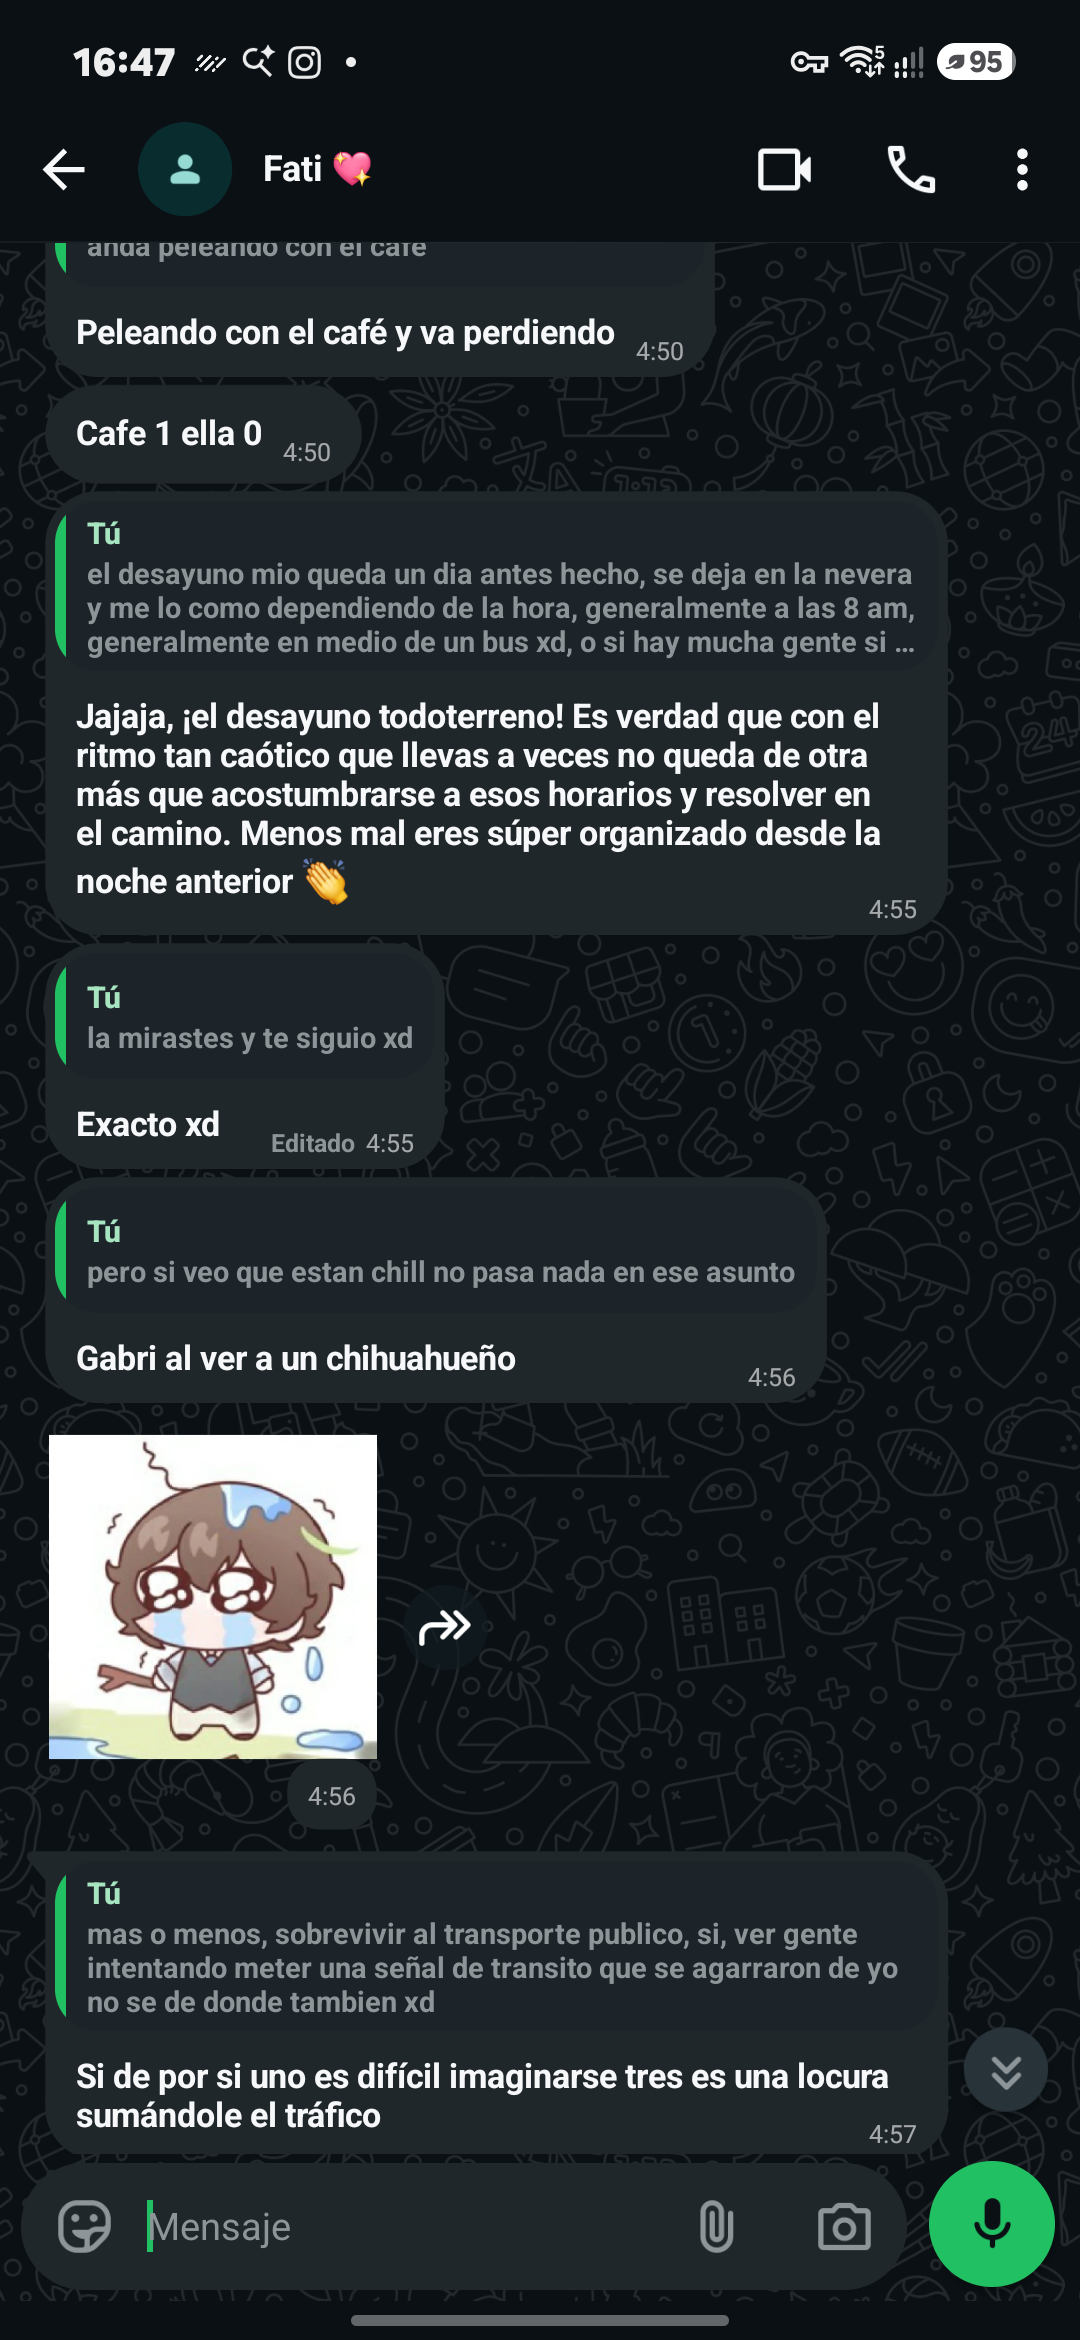 16:47
5
95
Fati 💖
anda peleando con el café
Peleando con el café y va perdiendo
4:50
Cafe 1 ella 0
4:50
Tú
el desayuno mio queda un dia antes hecho, se deja en la nevera
y me lo como dependiendo de la hora, generalmente a las 8 am,
generalmente en medio de un bus xd, o si hay mucha gente si ...
Jajaja, ¡el desayuno todoterreno! Es verdad que con el
ritmo tan caótico que llevas a veces no queda de otra
más que acostumbrarse a esos horarios y resolver en
el camino. Menos mal eres súper organizado desde la
noche anterior 👏
4:55
Tú
la mirastes y te siguio xd
Exacto xd
Editado 4:55
Tú
pero si veo que estan chill no pasa nada en ese asunto
Gabri al ver a un chihuahueño
4:56
4:56
Tú
mas o menos, sobrevivir al transporte publico, si, ver gente
intentando meter una señal de transito que se agarraron de yo
no se de donde tambien xd
Si de por si uno es difícil imaginarse tres es una locura
sumándole el tráfico
4:57
Mensaje